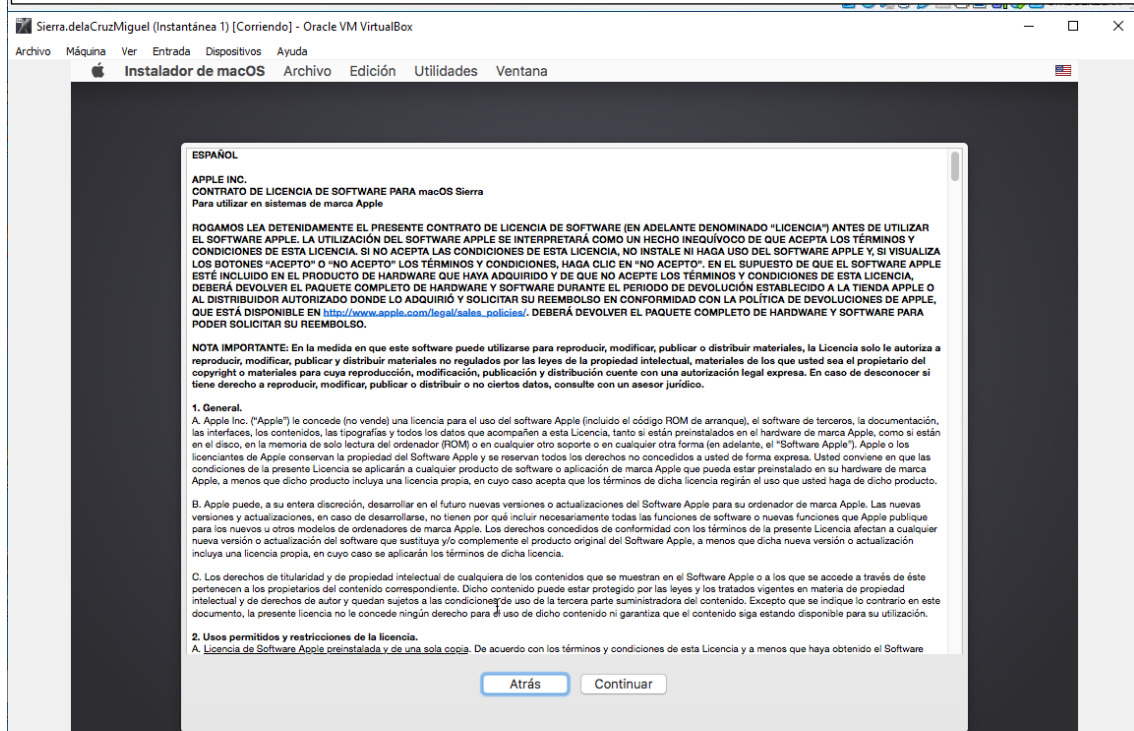 Sierra.delaCruzMiguel (Instantánea 1) [Corriendo] - Oracle VM VirtualBox
Archivo Máquina Ver Entrada Dispositivos Ayuda
Instalador de macOS Archivo Edición Utilidades Ventana
ESPAÑOL
APPLE INC.
CONTRATO DE LICENCIA DE SOFTWARE PARA macOS Sierra
Para utilizar en sistemas de marca Apple
ROGAMOS LEA DETENIDAMENTE EL PRESENTE CONTRATO DE LICENCIA DE SOFTWARE (EN ADELANTE DENOMINADO “LICENCIA”) ANTES DE UTILIZAR
EL SOFTWARE APPLE. LA UTILIZACIÓN DEL SOFTWARE APPLE SE INTERPRETARÁ COMO UN HECHO INEQUÍVOCO DE QUE ACEPTA LOS TÉRMINOS Y
CONDICIONES DE ESTA LICENCIA. SI NO ACEPTA LAS CONDICIONES DE ESTA LICENCIA, NO INSTALE NI HAGA USO DEL SOFTWARE APPLE Y, SI VISUALIZA
LOS BOTONES “ACEPTO” O “NO ACEPTO” LOS TÉRMINOS Y CONDICIONES, HAGA CLIC EN “NO ACEPTO”. EN EL SUPUESTO DE QUE EL SOFTWARE APPLE
ESTÉ INCLUIDO EN EL PRODUCTO DE HARDWARE QUE HAYA ADQUIRIDO Y DE QUE NO ACEPTE LOS TÉRMINOS Y CONDICIONES DE ESTA LICENCIA,
DEBERÁ DEVOLVER EL PAQUETE COMPLETO DE HARDWARE Y SOFTWARE DURANTE EL PERIODO DE DEVOLUCIÓN ESTABLECIDO A LA TIENDA APPLE O
AL DISTRIBUIDOR AUTORIZADO DONDE LO ADQUIRIÓ Y SOLICITAR SU REEMBOLSO EN CONFORMIDAD CON LA POLÍTICA DE DEVOLUCIONES DE APPLE,
QUE ESTÁ DISPONIBLE EN http://www.apple.com/legal/sales_policies/. DEBERÁ DEVOLVER EL PAQUETE COMPLETO DE HARDWARE Y SOFTWARE PARA
PODER SOLICITAR SU REEMBOLSO.
NOTA IMPORTANTE: En la medida en que este software puede utilizarse para reproducir, modificar, publicar o distribuir materiales, la Licencia solo le autoriza a
reproducir, modificar, publicar y distribuir materiales no regulados por las leyes de la propiedad intelectual, materiales de los que usted sea el propietario del
copyright o materiales para cuya reproducción, modificación, publicación y distribución cuente con una autorización legal expresa. En caso de desconocer si
tiene derecho a reproducir, modificar, publicar o distribuir o no ciertos datos, consulte con un asesor jurídico.
1. General.
A. Apple Inc. (“Apple”) le concede (no vende) una licencia para el uso del software Apple (incluido el código ROM de arranque), el software de terceros, la documentación,
las interfaces, los contenidos, las tipografías y todos los datos que acompañen a esta Licencia, tanto si están preinstalados en el hardware de marca Apple, como si están
en el disco, en la memoria de solo lectura del ordenador (ROM) o en cualquier otro soporte o en cualquier otra forma (en adelante, el “Software Apple”). Apple o los
licenciantes de Apple conservan la propiedad del Software Apple y se reservan todos los derechos no concedidos a usted de forma expresa. Usted conviene en que las
condiciones de la presente Licencia se aplicarán a cualquier producto de software o aplicación de marca Apple que pueda estar preinstalado en su hardware de marca
Apple, a menos que dicho producto incluya una licencia propia, en cuyo caso acepta que los términos de dicha licencia regirán el uso que usted haga de dicho producto.
B. Apple puede, a su entera discreción, desarrollar en el futuro nuevas versiones o actualizaciones del Software Apple para su ordenador de marca Apple. Las nuevas
versiones y actualizaciones, en caso de desarrollarse, no tienen por qué incluir necesariamente todas las funciones de software o nuevas funciones que Apple publique
para los nuevos u otros modelos de ordenadores de marca Apple. Los derechos concedidos de conformidad con los términos de la presente Licencia afectan a cualquier
nueva versión o actualización del software que sustituya y/o complemente el producto original del Software Apple, a menos que dicha nueva versión o actualización
incluya una licencia propia, en cuyo caso se aplicarán los términos de dicha licencia.
C. Los derechos de titularidad y de propiedad intelectual de cualquiera de los contenidos que se muestran en el Software Apple o a los que se accede a través de éste
pertenecen a los propietarios del contenido correspondiente. Dicho contenido puede estar protegido por las leyes y los tratados vigentes en materia de propiedad
intelectual y de derechos de autor y quedan sujetos a las condiciones de uso de la tercera parte suministradora del contenido. Excepto que se indique lo contrario en este
documento, la presente licencia no le concede ningún derecho para el uso de dicho contenido ni garantiza que el contenido siga estando disponible para su utilización.
2. Usos permitidos y restricciones de la licencia.
A. Licencia de Software Apple preinstalada y de una sola copia. De acuerdo con los términos y condiciones de esta Licencia y a menos que haya obtenido el Software
Atrás Continuar